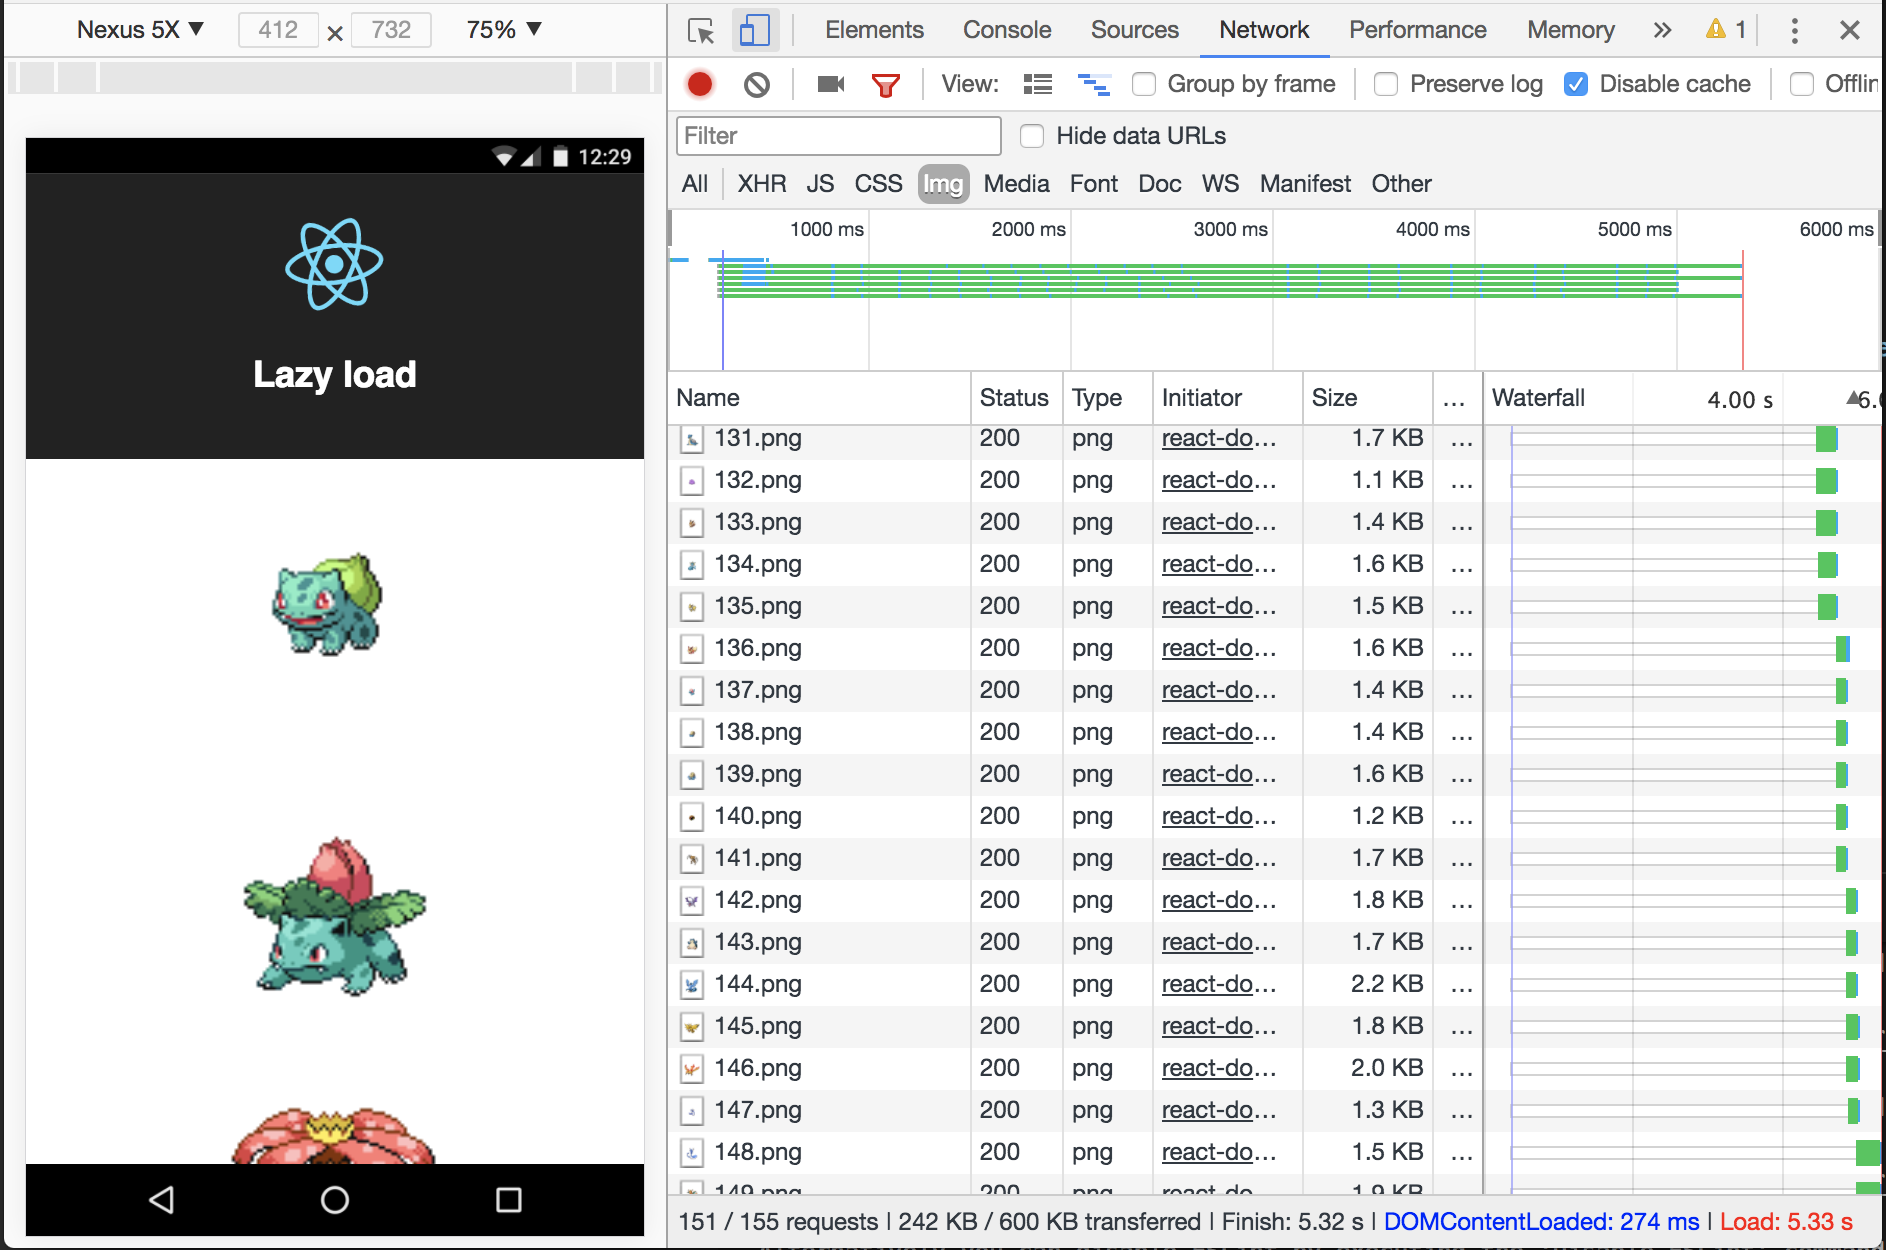 Nexus 5X ▼ 412 × 732 75% ▼
12:29
Lazy load
Elements Console Sources Network Performance Memory » 1
View: Group by frame Preserve log Disable cache Offlin
Filter Hide data URLs
All XHR JS CSS Img Media Font Doc WS Manifest Other
1000 ms 2000 ms 3000 ms 4000 ms 5000 ms 6000 ms
Name Status Type Initiator Size ... Waterfall 4.00 s 6.0
131.png 200 png react-do... 1.7 KB ...
132.png 200 png react-do... 1.1 KB ...
133.png 200 png react-do... 1.4 KB ...
134.png 200 png react-do... 1.6 KB ...
135.png 200 png react-do... 1.5 KB ...
136.png 200 png react-do... 1.6 KB ...
137.png 200 png react-do... 1.4 KB ...
138.png 200 png react-do... 1.4 KB ...
139.png 200 png react-do... 1.6 KB ...
140.png 200 png react-do... 1.2 KB ...
141.png 200 png react-do... 1.7 KB ...
142.png 200 png react-do... 1.8 KB ...
143.png 200 png react-do... 1.7 KB ...
144.png 200 png react-do... 2.2 KB ...
145.png 200 png react-do... 1.8 KB ...
146.png 200 png react-do... 2.0 KB ...
147.png 200 png react-do... 1.3 KB ...
148.png 200 png react-do... 1.5 KB ...
149.png 200 png react-do 1.9 KB
151 / 155 requests | 242 KB / 600 KB transferred | Finish: 5.32 s | DOMContentLoaded: 274 ms | Load: 5.33 s